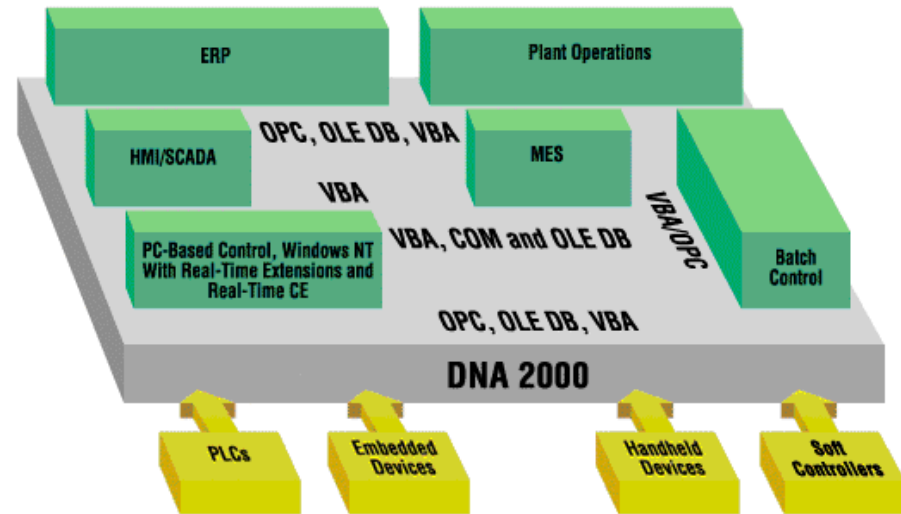 ERP
Plant Operations
OPC, OLE DB, VBA
HMI/SCADA
MES
VBA
VBA/OPC
VBA, COM and OLE DB
PC-Based Control, Windows NT
With Real-Time Extensions and
Real-Time CE
Batch
Control
OPC, OLE DB, VBA
DNA 2000
PLCs
Embedded
Devices
Handheld
Devices
Soft
Controllers